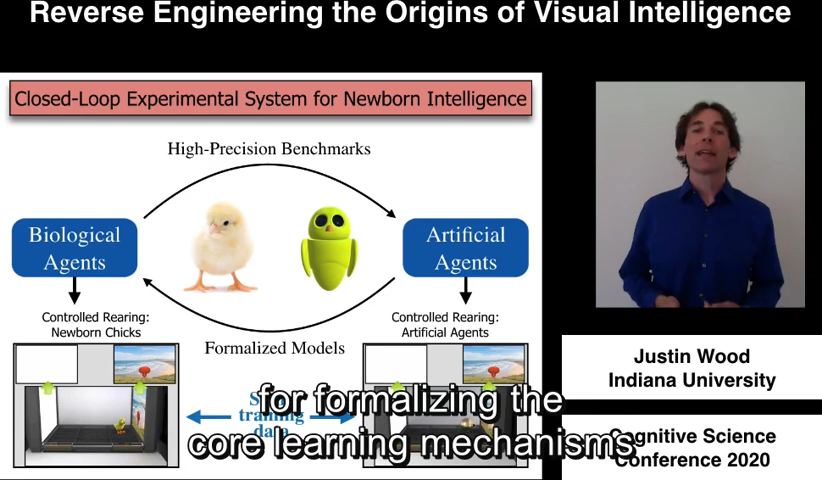 Reverse Engineering the Origins of Visual Intelligence
Closed-Loop Experimental System for Newborn Intelligence
High-Precision Benchmarks
Biological
Agents
Artificial
Agents
Controlled Rearing:
Newborn Chicks
Controlled Rearing:
Artificial Agents
Formalized Models
training
for formalizing the
core learning mechanisms
Justin Wood
Indiana University
Cognitive Science
Conference 2020